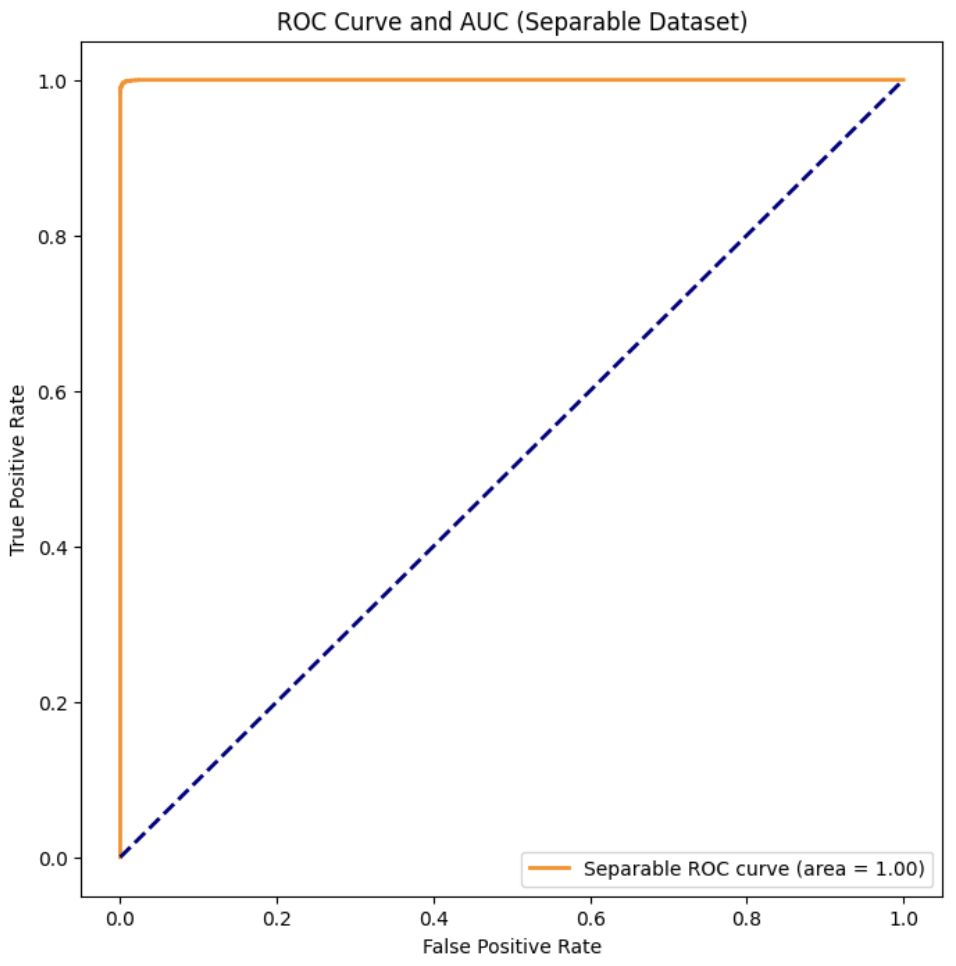 ROC Curve and AUC (Separable Dataset)
True Positive Rate
1.0
0.8
0.6
0.4
0.2
0.0
Separable ROC curve (area = 1.00)
0.0 0.2 0.4 0.6 0.8 1.0
False Positive Rate